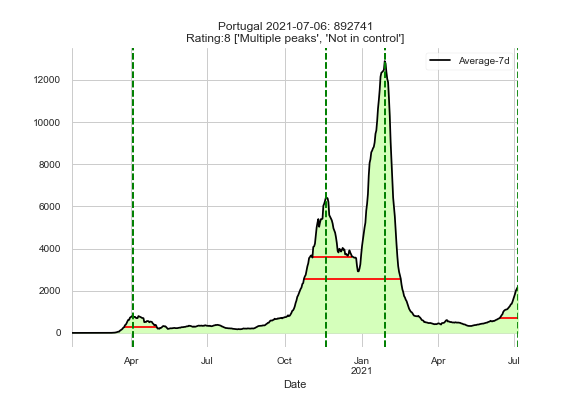 Portugal 2021-07-06: 892741
Rating:8 ['Multiple peaks', 'Not in control']
Average-7d
12000
10000
8000
6000
4000
2000
0
Apr
Jul
Oct
Jan
2021
Apr
Jul
Date